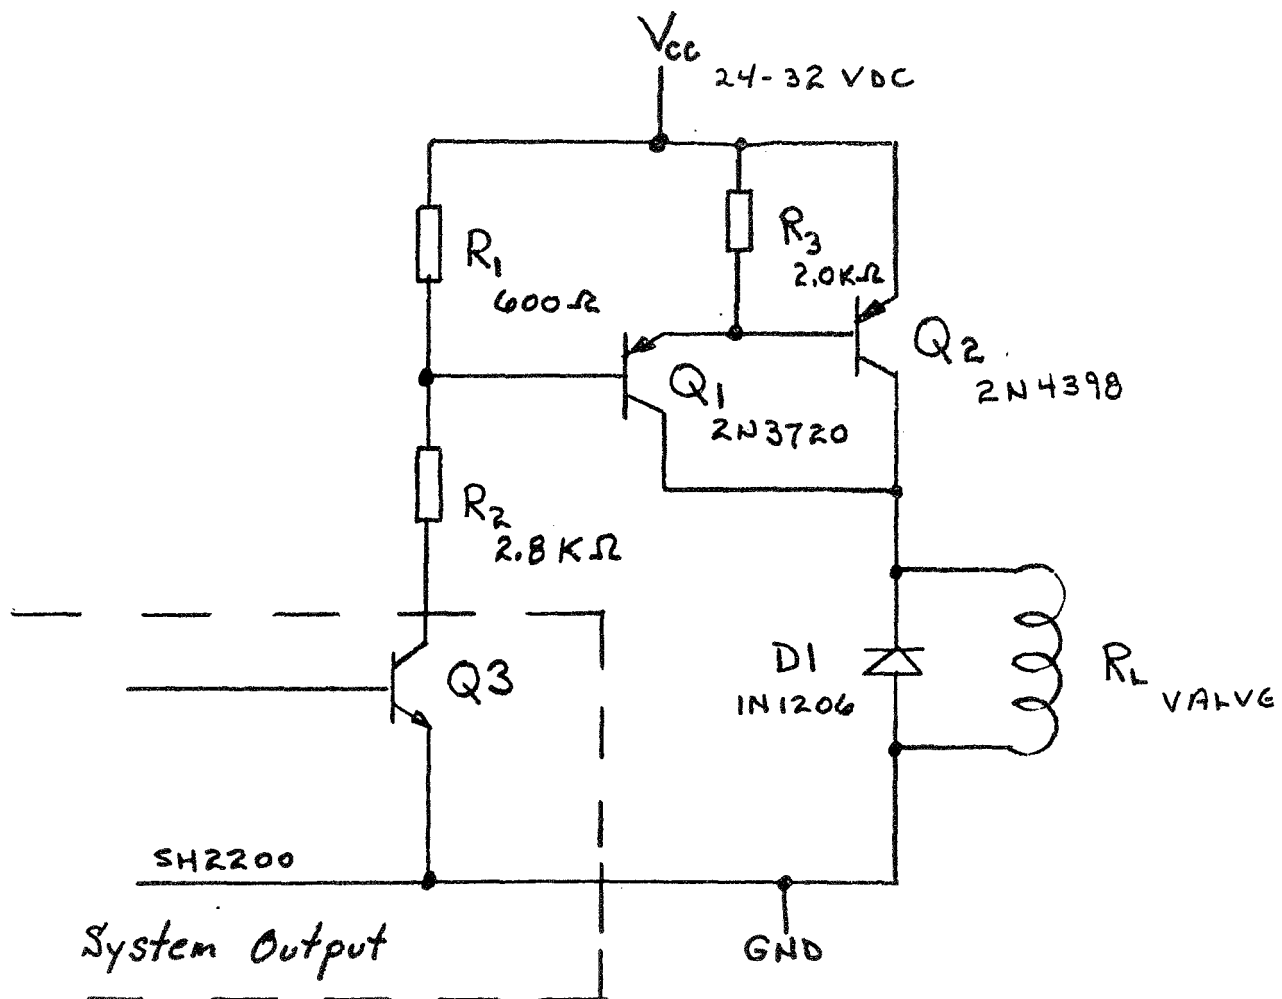 Vcc
24-32 VDC
R1
600Ω
R3
2.0KΩ
Q2
2N4398
Q1
2N3720
R2
2.8KΩ
Q3
D1
1N1206
RL
VALVE
SH2200
System Output
GND